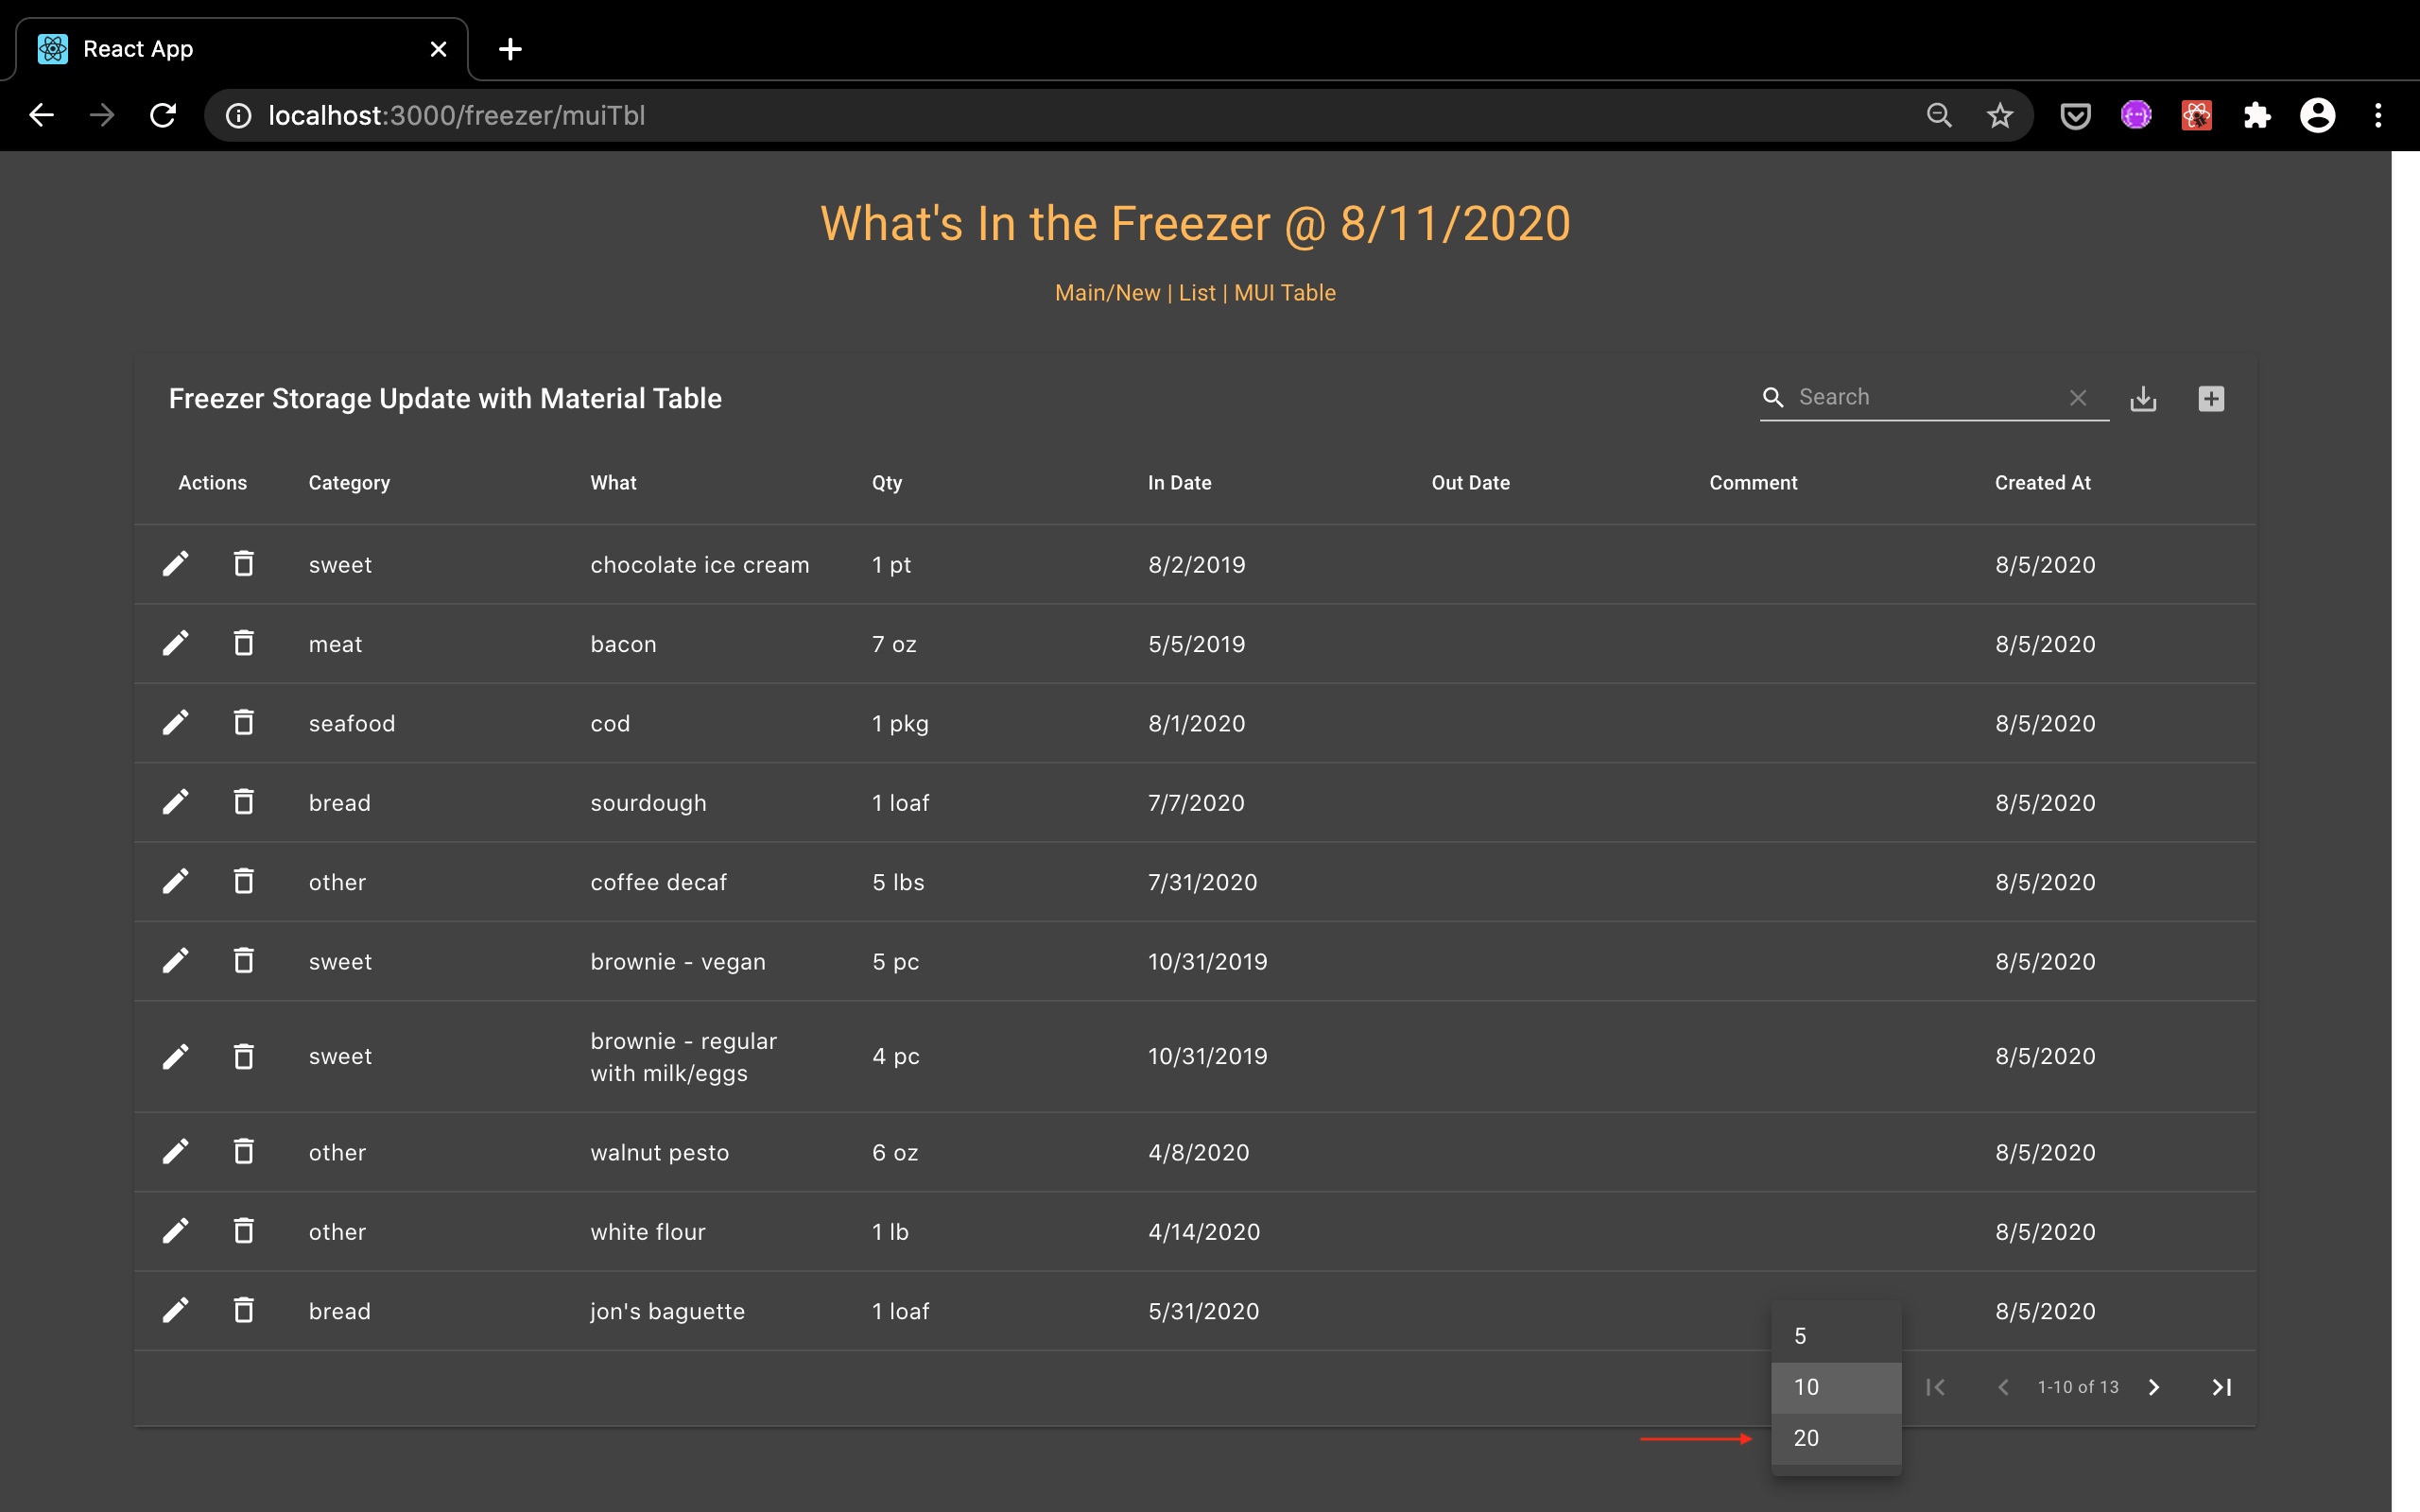 React App
localhost:3000/freezer/muiTbl
What's In the Freezer @ 8/11/2020
Main/New | List | MUI Table
Freezer Storage Update with Material Table
Search
Actions Category What Qty In Date Out Date Comment Created At
sweet chocolate ice cream 1 pt 8/2/2019 8/5/2020
meat bacon 7 oz 5/5/2019 8/5/2020
seafood cod 1 pkg 8/1/2020 8/5/2020
bread sourdough 1 loaf 7/7/2020 8/5/2020
other coffee decaf 5 lbs 7/31/2020 8/5/2020
sweet brownie - vegan 5 pc 10/31/2019 8/5/2020
sweet brownie - regular with milk/eggs 4 pc 10/31/2019 8/5/2020
other walnut pesto 6 oz 4/8/2020 8/5/2020
other white flour 1 lb 4/14/2020 8/5/2020
bread jon's baguette 1 loaf 5/31/2020 8/5/2020
5
10 1-10 of 13
20